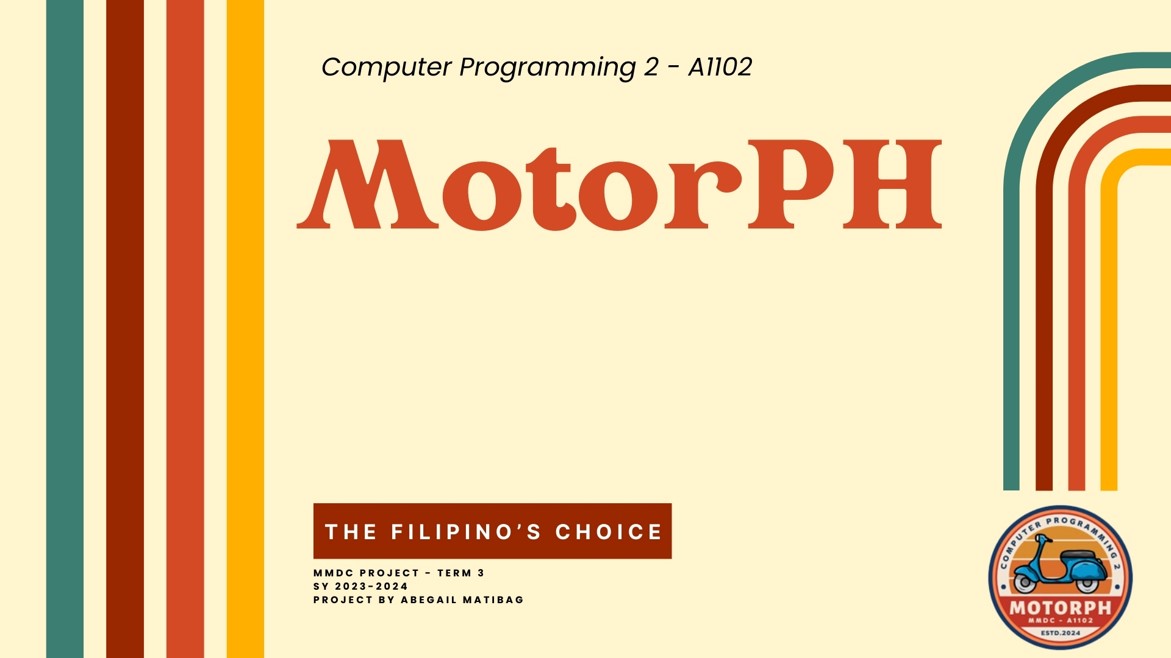 Computer Programming 2 - A1102
MotorPH
THE FILIPINO’S CHOICE
MMDC PROJECT - TERM 3
SY 2023-2024
PROJECT BY ABEGAIL MATIBAG
COMPUTER PROGRAMMING 2
MOTORPH
MMDC - A1102
ESTD.2024